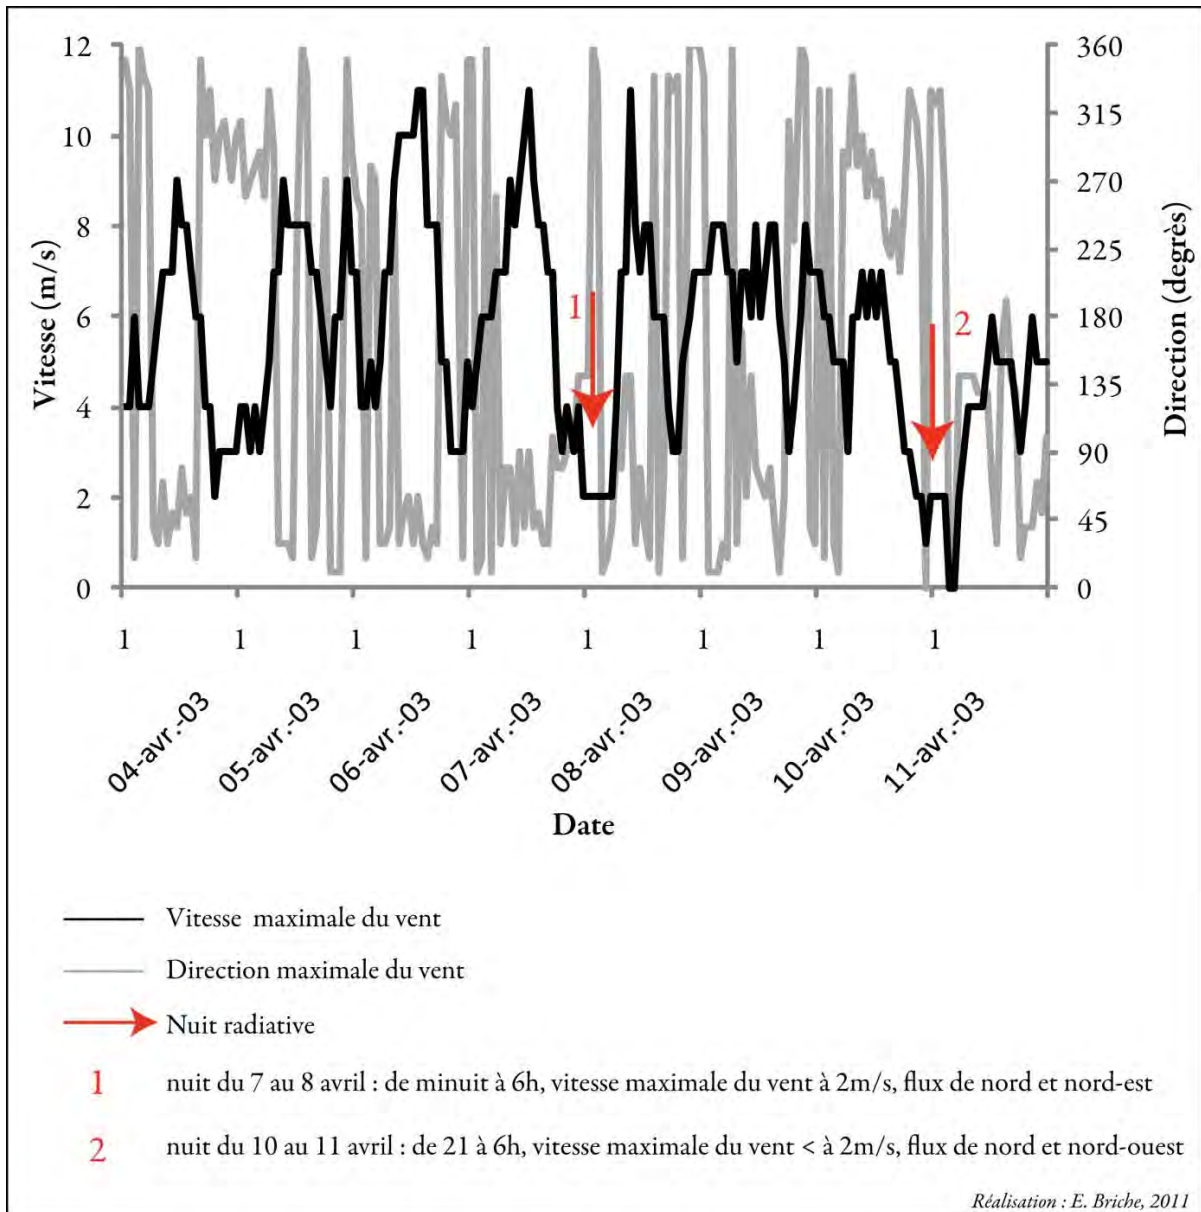 12
10
8
6
4
2
0
Vitesse (m/s)
360
315
270
225
180
135
90
45
0
Direction (degrès)
1
2
1 1 1 1 1 1 1 1
04-avr.-03
05-avr.-03
06-avr.-03
07-avr.-03
08-avr.-03
09-avr.-03
10-avr.-03
11-avr.-03
Date
Vitesse maximale du vent
Direction maximale du vent
Nuit radiative
1 nuit du 7 au 8 avril : de minuit à 6h, vitesse maximale du vent à 2m/s, flux de nord et nord-est
2 nuit du 10 au 11 avril : de 21 à 6h, vitesse maximale du vent < à 2m/s, flux de nord et nord-ouest
Réalisation : E. Briche, 2011